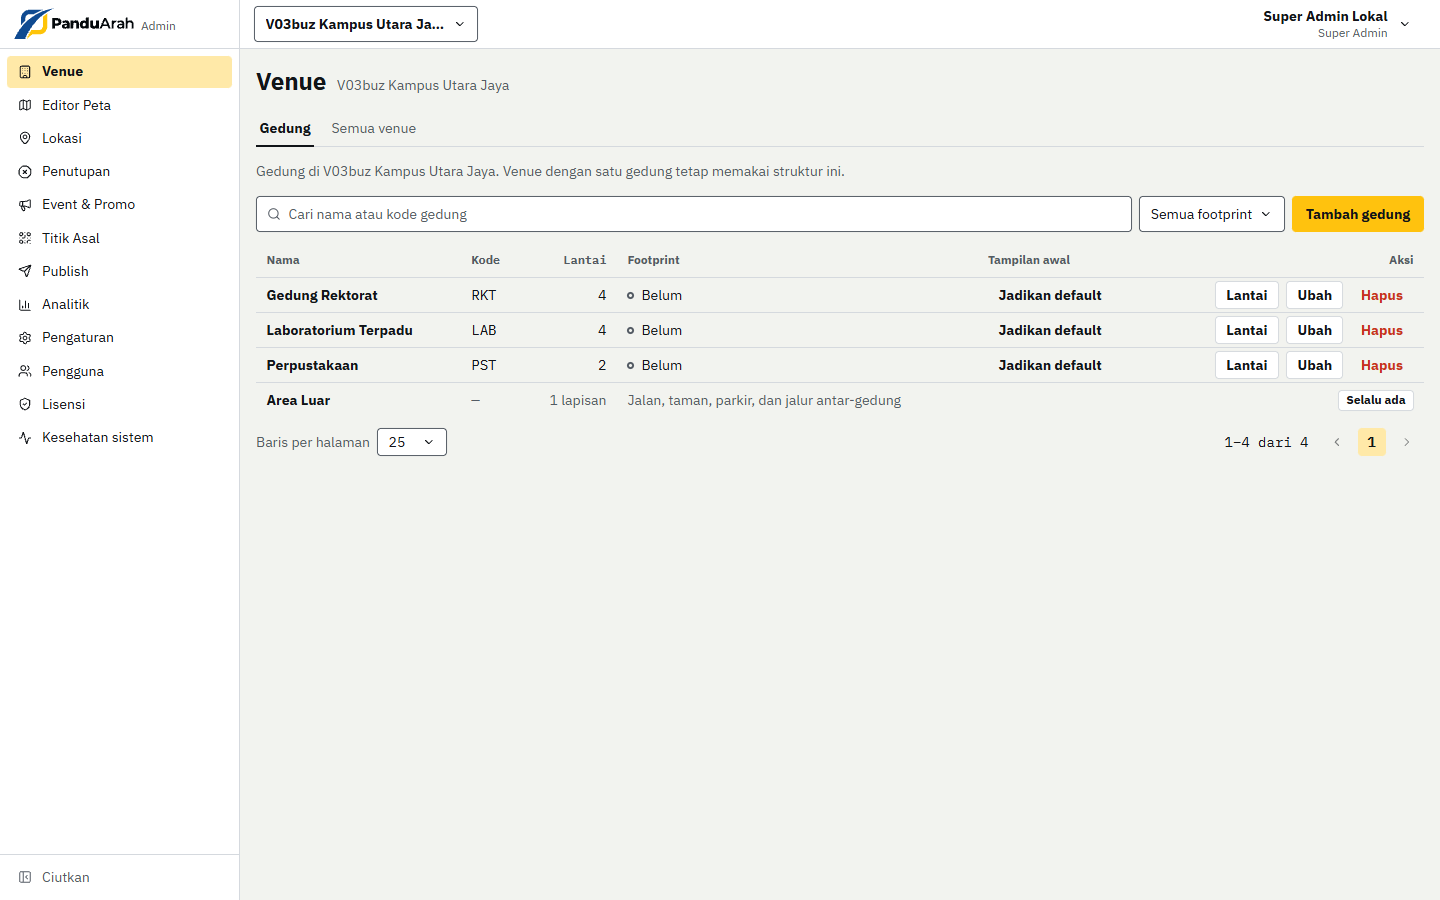 PanduArah Admin
V03buz Kampus Utara Ja...
Super Admin Lokal
Super Admin
Venue
Editor Peta
Lokasi
Penutupan
Event & Promo
Titik Asal
Publish
Analitik
Pengaturan
Pengguna
Lisensi
Kesehatan sistem
Ciutkan
Venue V03buz Kampus Utara Jaya
Gedung Semua venue
Gedung di V03buz Kampus Utara Jaya. Venue dengan satu gedung tetap memakai struktur ini.
Cari nama atau kode gedung Semua footprint Tambah gedung
Nama Kode Lantai Footprint Tampilan awal Aksi
Gedung Rektorat RKT 4 Belum Jadikan default Lantai Ubah Hapus
Laboratorium Terpadu LAB 4 Belum Jadikan default Lantai Ubah Hapus
Perpustakaan PST 2 Belum Jadikan default Lantai Ubah Hapus
Area Luar — 1 lapisan Jalan, taman, parkir, dan jalur antar-gedung Selalu ada
Baris per halaman 25 1–4 dari 4 1